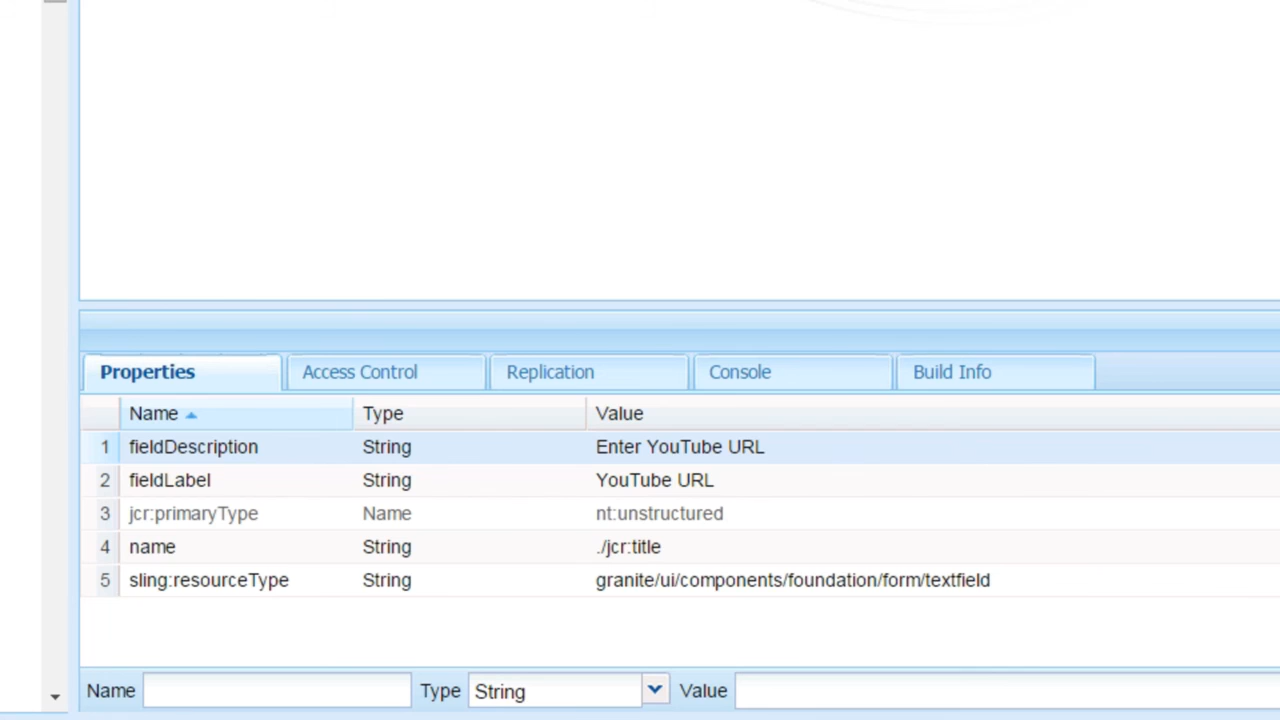 Properties Access Control Replication Console Build Info
Name Type Value
1 fieldDescription String Enter YouTube URL
2 fieldLabel String YouTube URL
3 jcr:primaryType Name nt:unstructured
4 name String ./jcr:title
5 sling:resourceType String granite/ui/components/foundation/form/textfield
Name Type String Value